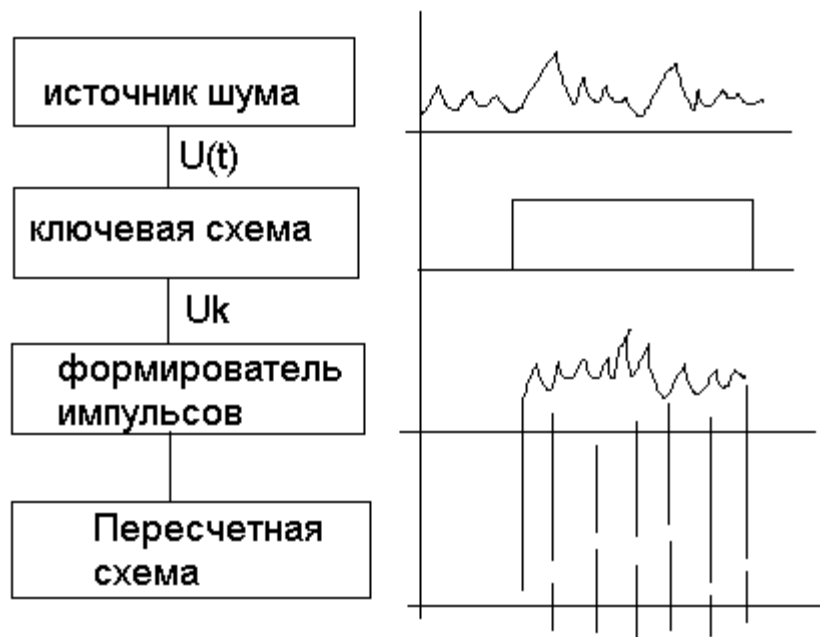 источник шума
U(t)
ключевая схема
Uk
формирователь
импульсов
Пересчетная
схема